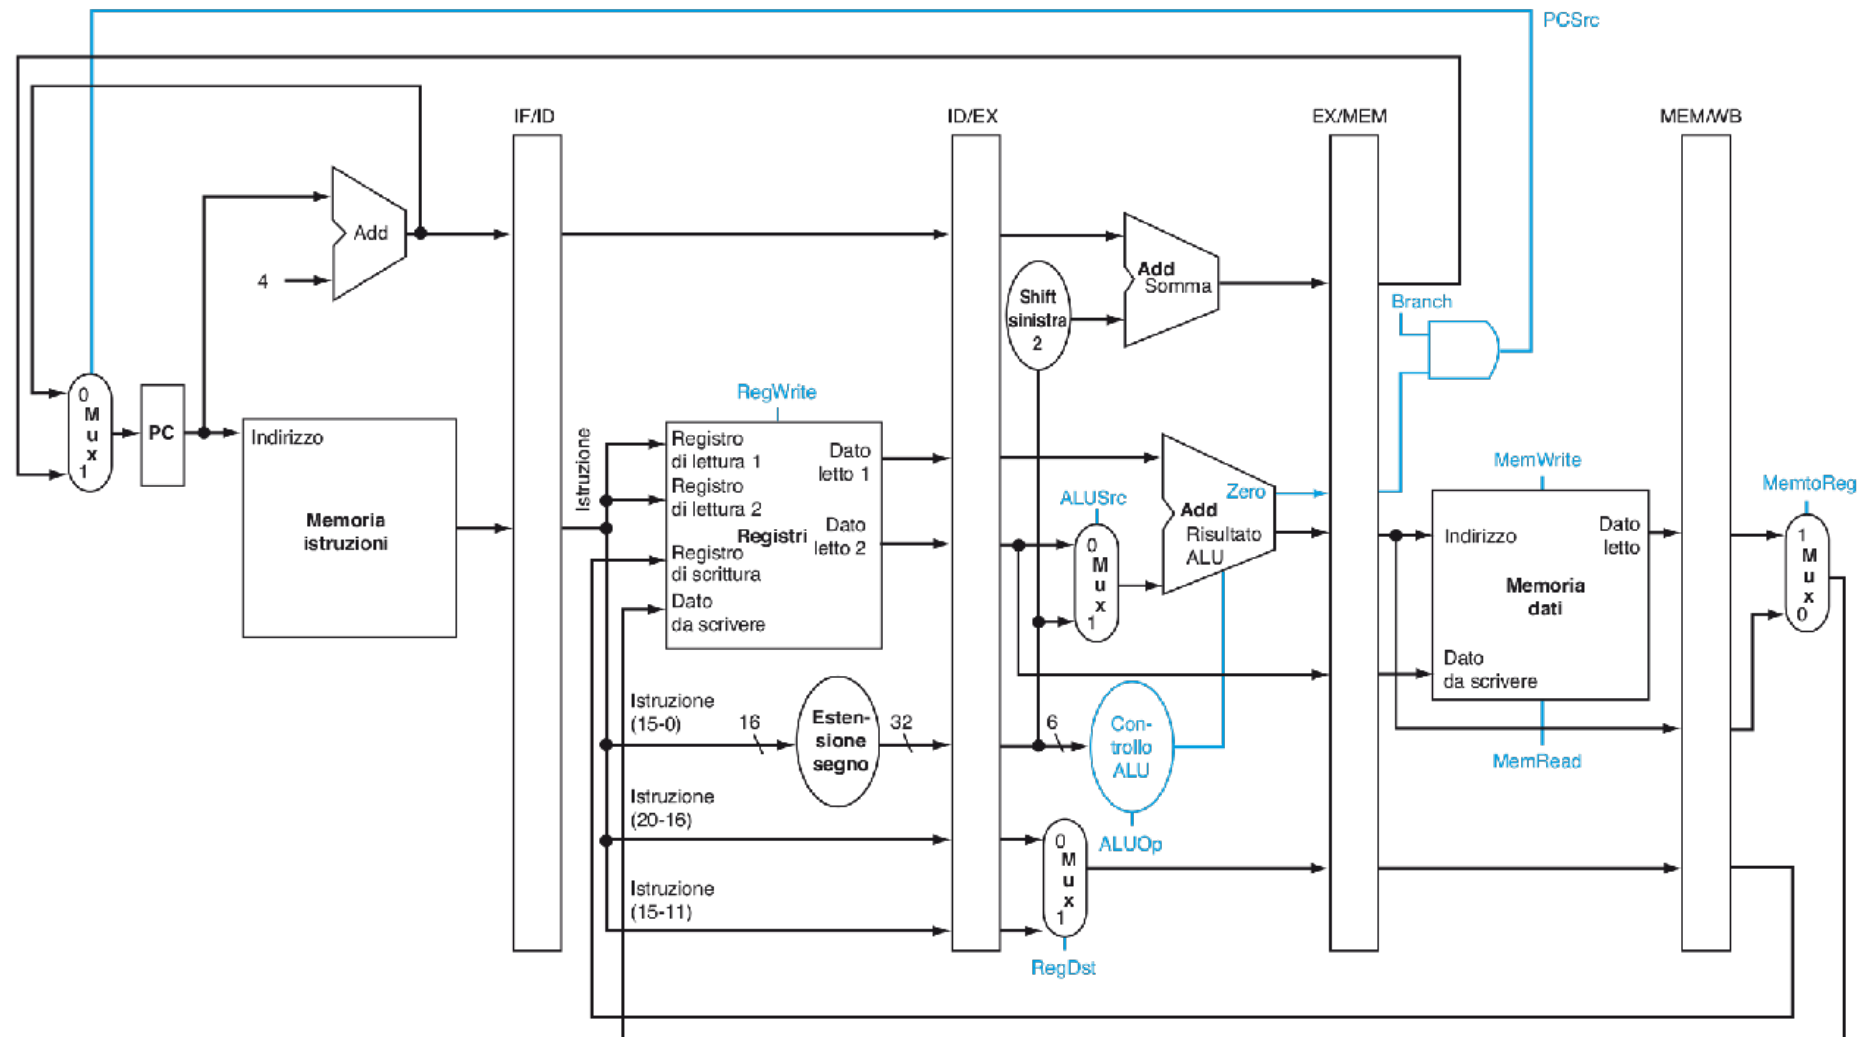 PCSrc
IF/ID
ID/EX
EX/MEM
MEM/WB
Add
4
Add
Somma
Shift
sinistra
2
Branch
0
M
u
x
1
PC
Indirizzo
Memoria
istruzioni
Istruzione
RegWrite
Registro
di lettura 1
Registro
di lettura 2
Registri
Registro
di scrittura
Dato
da scrivere
Dato
letto 1
Dato
letto 2
ALUSrc
0
M
u
x
1
Zero
Add
Risultato
ALU
MemWrite
Indirizzo
Dato
letto
Memoria
dati
Dato
da scrivere
MemRead
MemtoReg
1
M
u
x
0
Istruzione
(15-0)
16
Esten-
sione
segno
32
6
Con-
trollo
ALU
ALUOp
Istruzione
(20-16)
Istruzione
(15-11)
0
M
u
x
1
RegDst